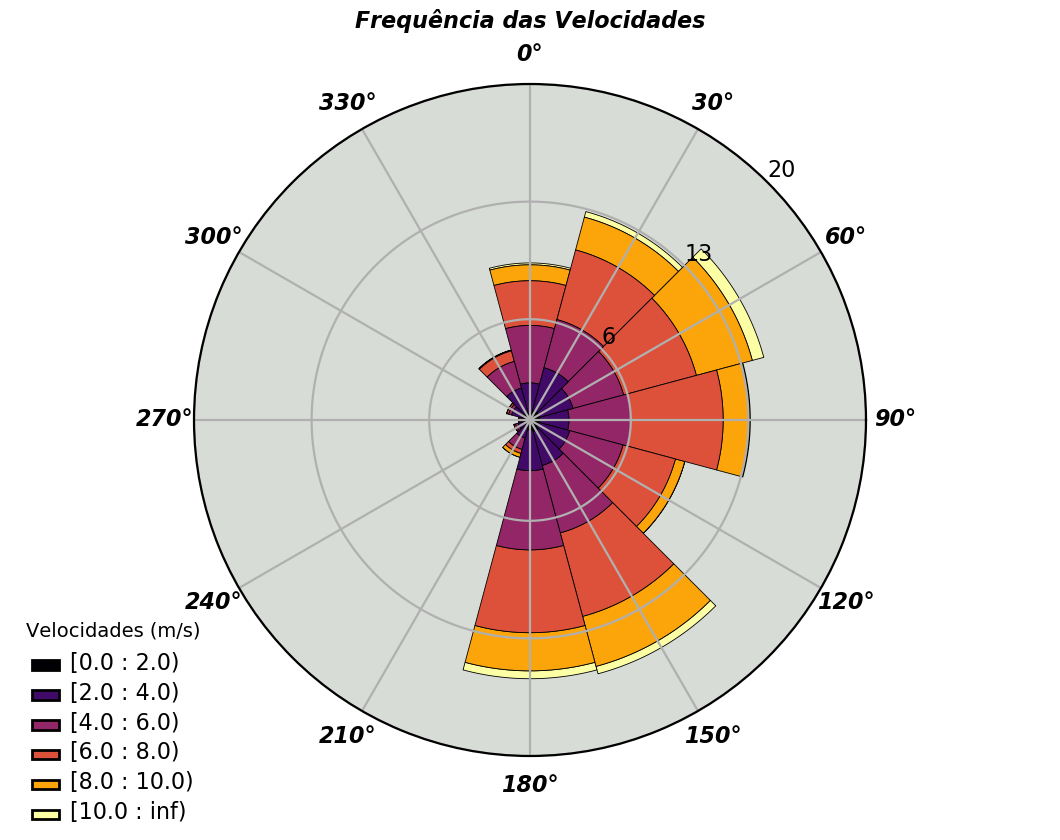 Frequência das Velocidades
0°
330°
30°
20
300°
60°
13
6
270°
90°
240°
120°
210°
150°
180°
Velocidades (m/s)
[0.0 : 2.0)
[2.0 : 4.0)
[4.0 : 6.0)
[6.0 : 8.0)
[8.0 : 10.0)
[10.0 : inf)